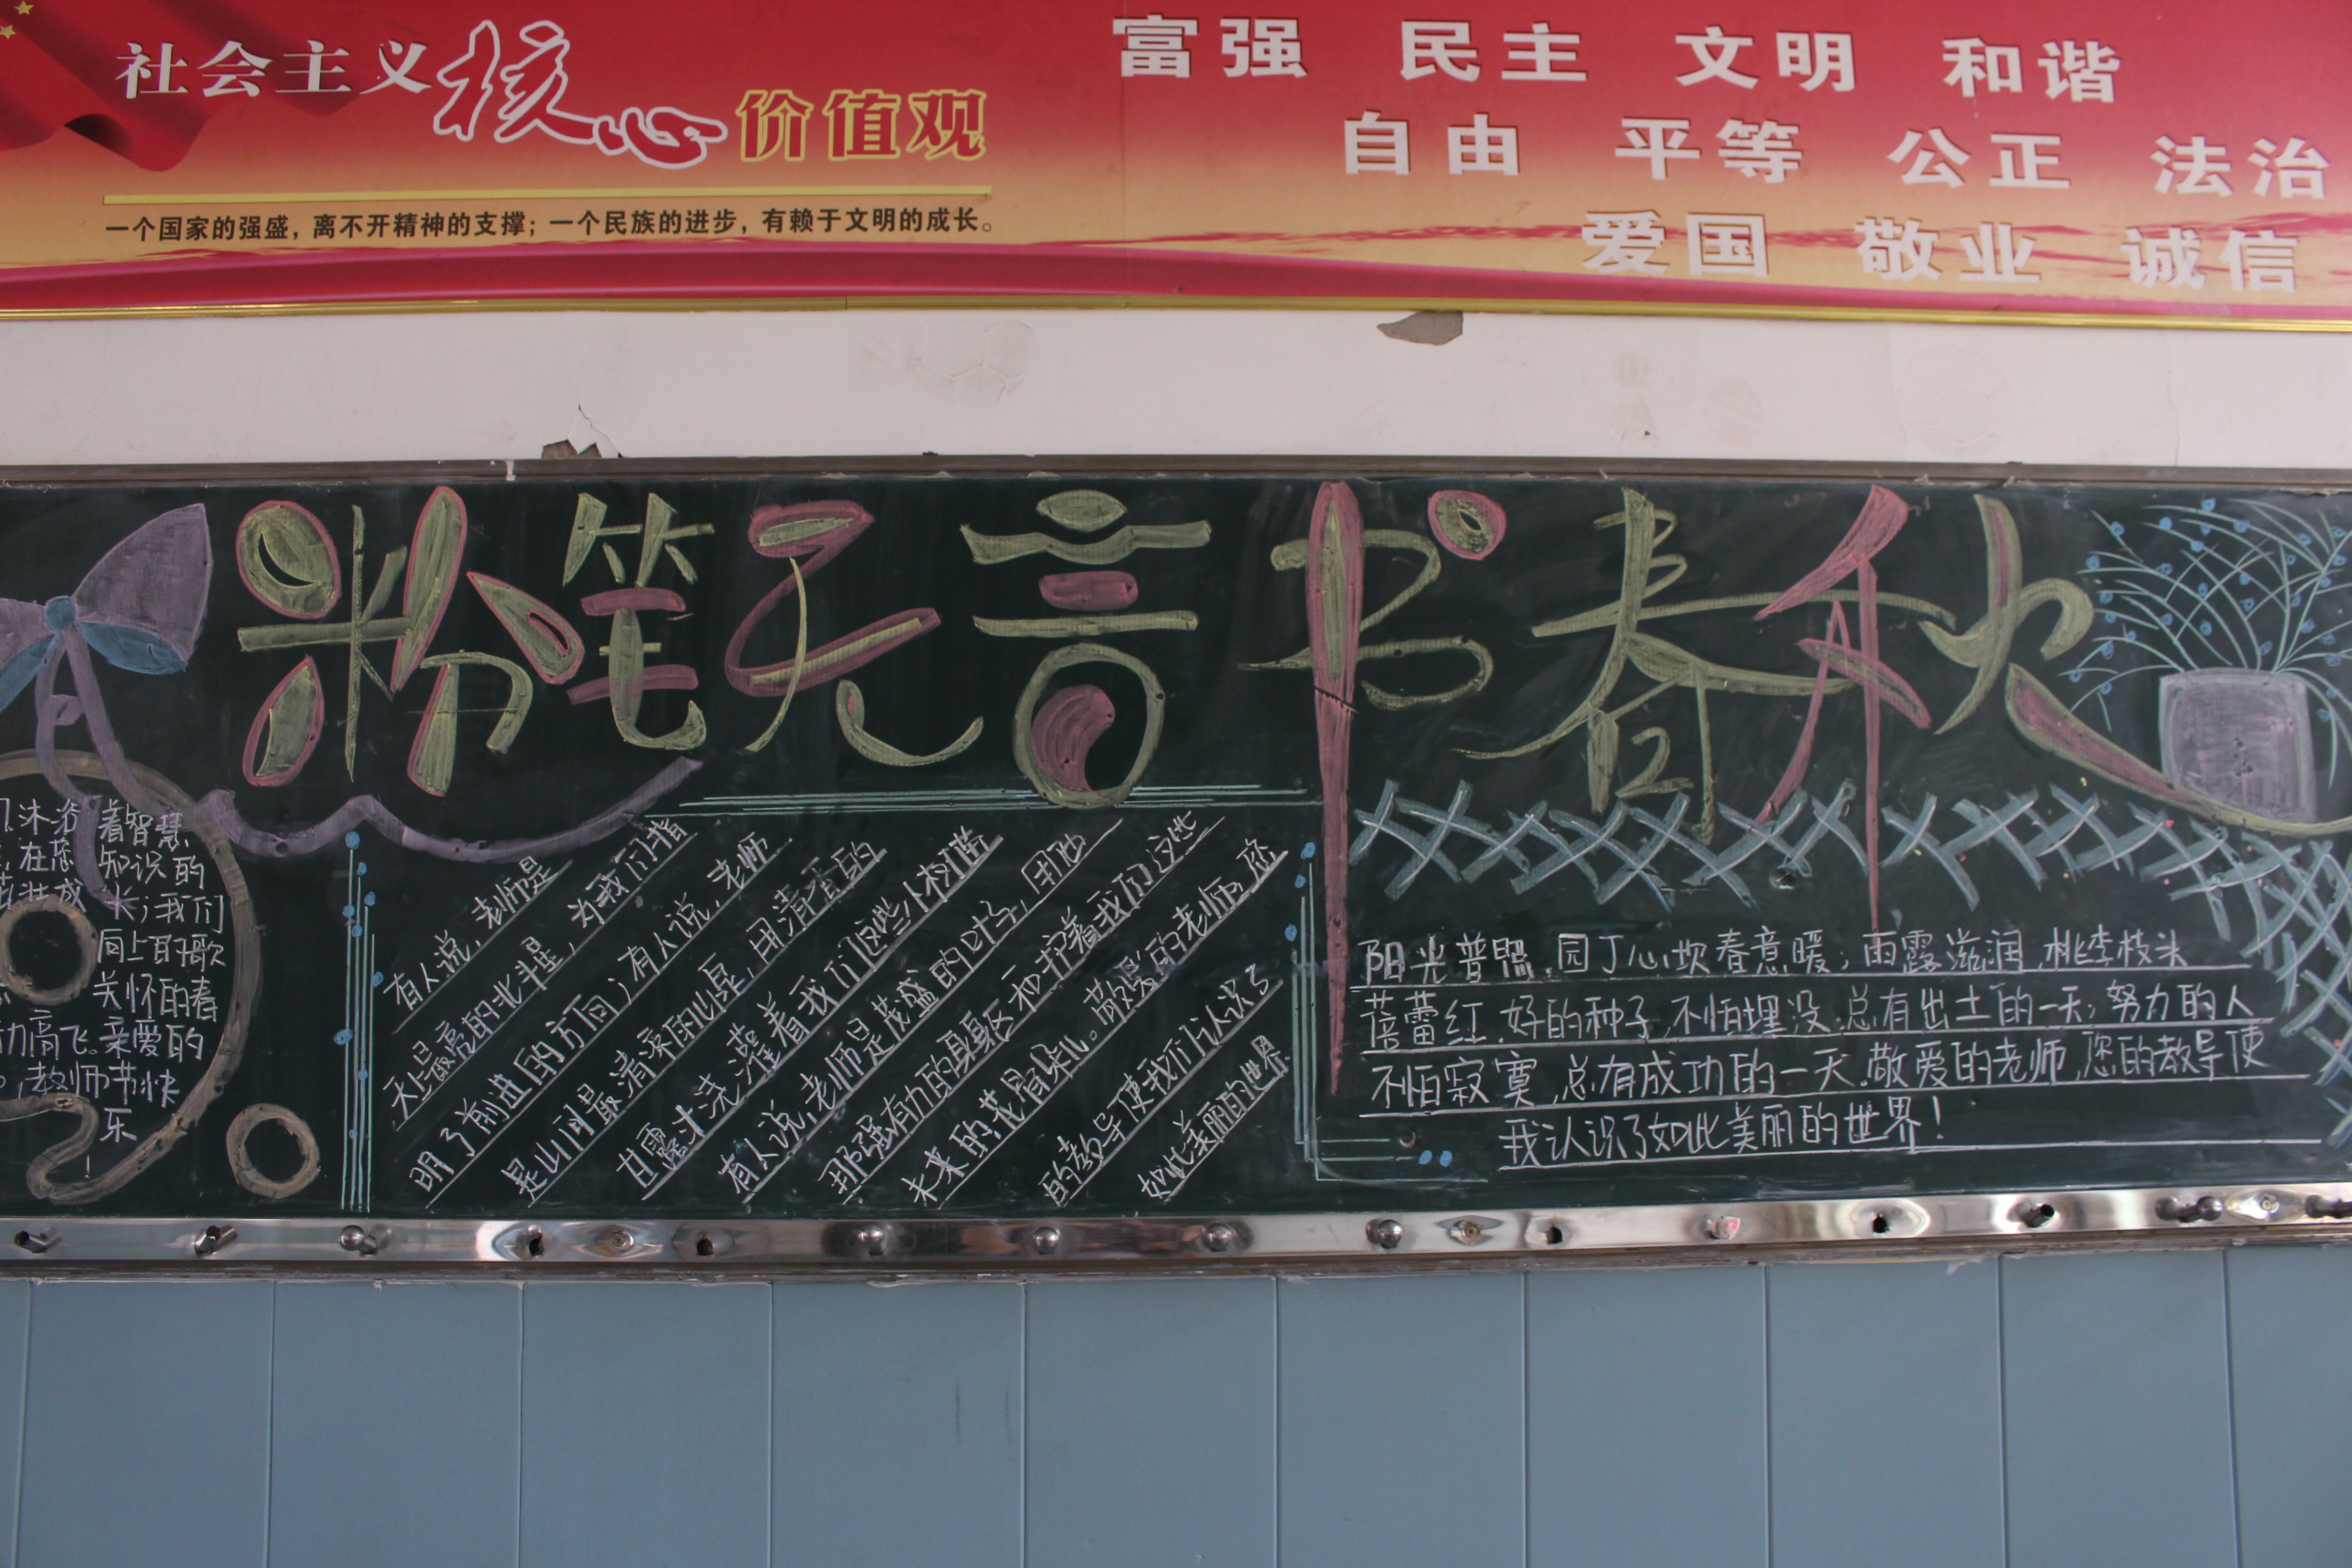 社会主义核心价值观
一个国家的强盛，离不开精神的支撑；一个民族的进步，有赖于文明的成长。
富强 民主 文明 和谐
自由 平等 公正 法治
爱国 敬业 诚信
粉笔无言书春秋
沐浴着智慧
在 知识的
成长；我们
向上的歌
关怀的春
力高飞。亲爱的
，教师节快
乐
！
有人说，老师是
天上最亮的北斗星，为我们指
明了前进的方向；有人说，老师
是山间最清凉的山泉，用清香的
甘露汁浇灌着我们这些小树苗
有人说，老师是茂盛的叶子，用她
那强有力的身躯呵护着我们这些
未来的花骨朵。敬爱的老师，您
的教导使我们认识了
如此美丽的世界.
阳光普照，园丁心坎春意暖；雨露滋润，桃李枝头
蓓蕾红.好的种子，不怕埋没，总有出土的一天；努力的人
不怕寂寞，总有成功的一天.敬爱的老师，您的教导使
我认识了如此美丽的世界！